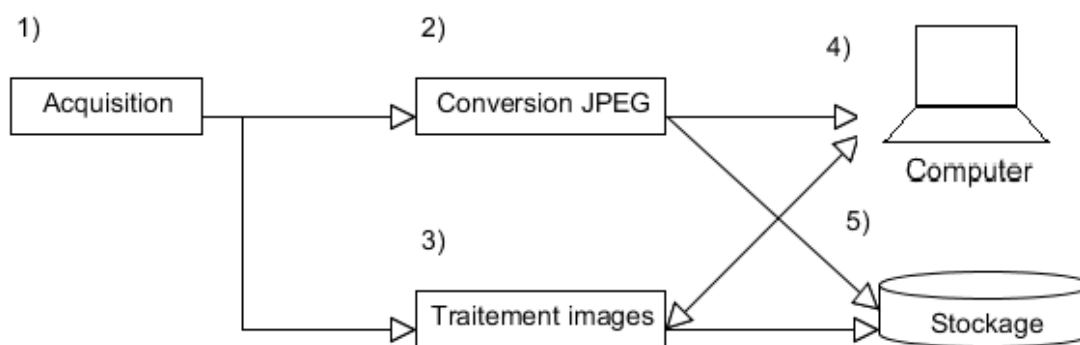 1)
Acquisition
2)
Conversion JPEG
3)
Traitement images
4)
Computer
5)
Stockage